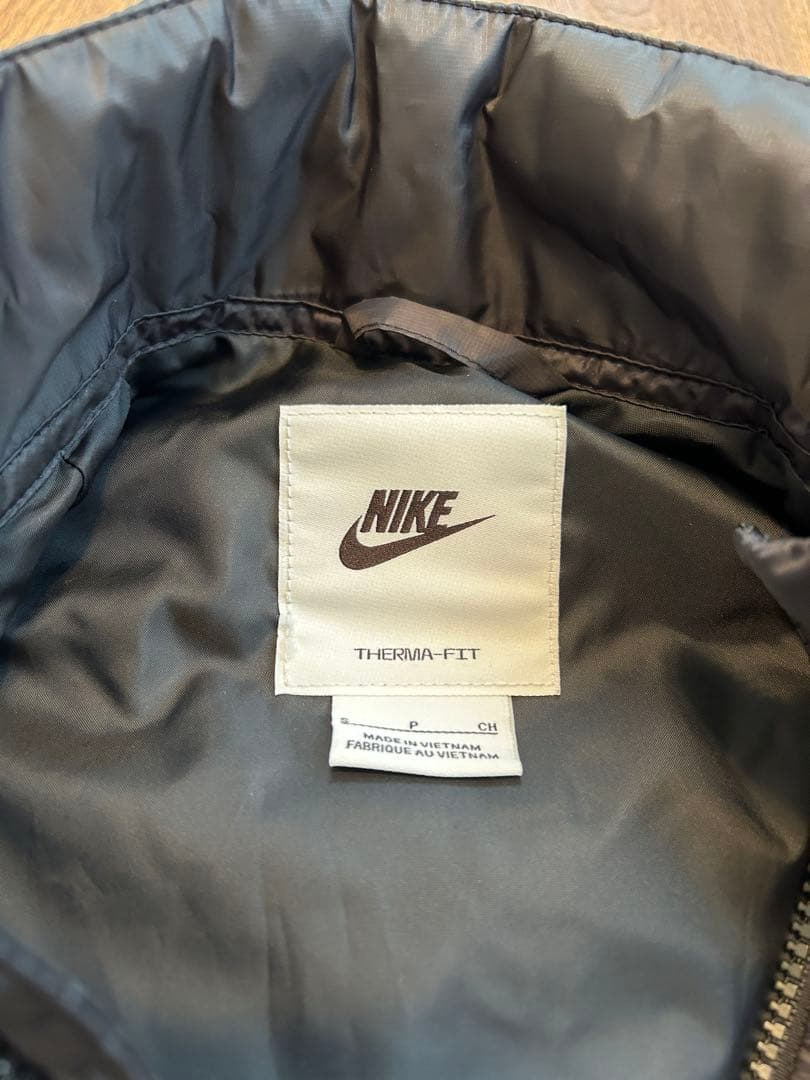 NIKE
THERMA-FIT
S P CH
MADE IN VIETNAM
FABRIQUE AU VIETNAM